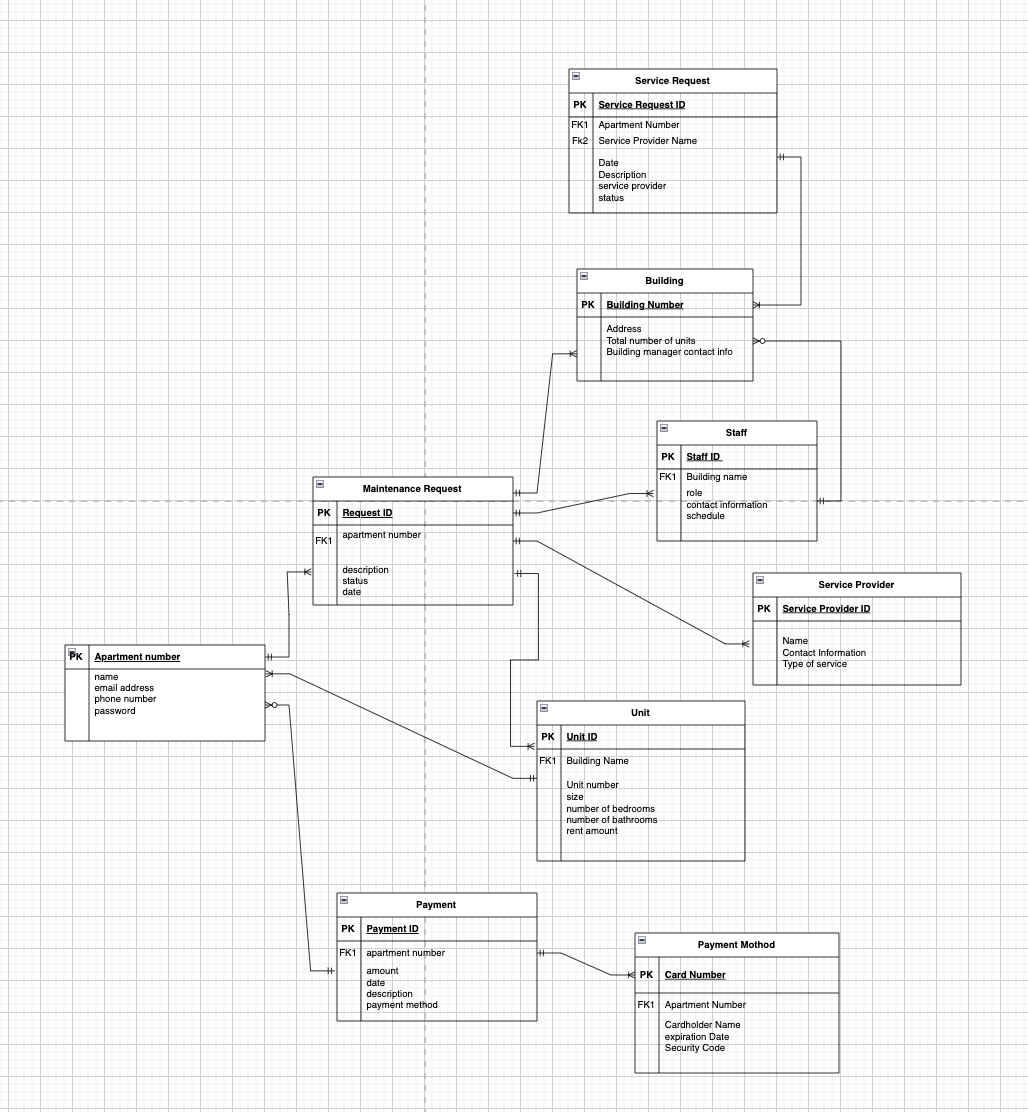 Service Request
PK Service Request ID
FK1 Apartment Number
Fk2 Service Provider Name
Date
Description
service provider
status
Building
PK Building Number
Address
Total number of units
Building manager contact info
Staff
PK Staff ID
FK1 Building name
role
contact information
schedule
Maintenance Request
PK Request ID
FK1 apartment number
description
status
date
Service Provider
PK Service Provider ID
Name
Contact Information
Type of service
PK Apartment number
name
email address
phone number
password
Unit
PK Unit ID
FK1 Building Name
Unit number
size
number of bedrooms
number of bathrooms
rent amount
Payment
PK Payment ID
FK1 apartment number
amount
date
description
payment method
Payment Mothod
PK Card Number
FK1 Apartment Number
Cardholder Name
expiration Date
Security Code